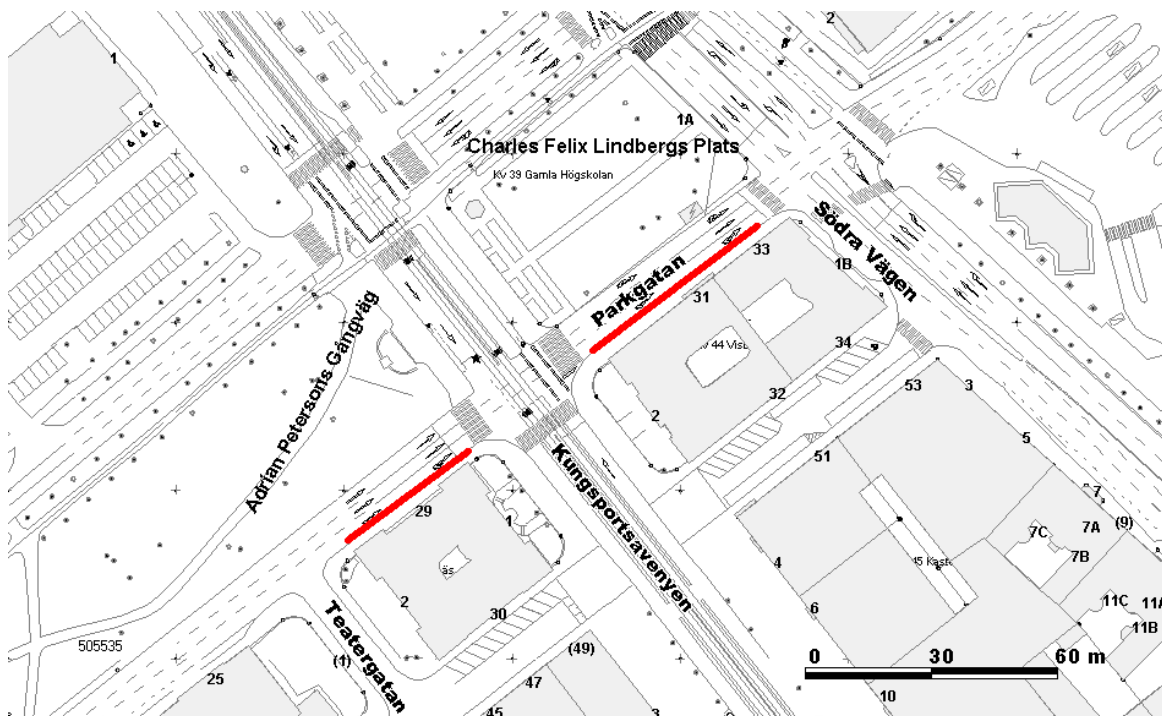 2
1
8
1A
Charles Felix Lindbergs Plats
Kv 39 Gamla Högskolan
Södra Vägen
33
1B
Parkgatan
31
34
Adrian Petersons Gångväg
32
53
3
2
5
51
Kungsportsavenyen
7
7A
(9)
29
1
7C
7B
4
45
6
2
30
11C
11A
11B
Teatergatan
505535
(1)
(49)
0 30 60 m
25
47
10
45
3